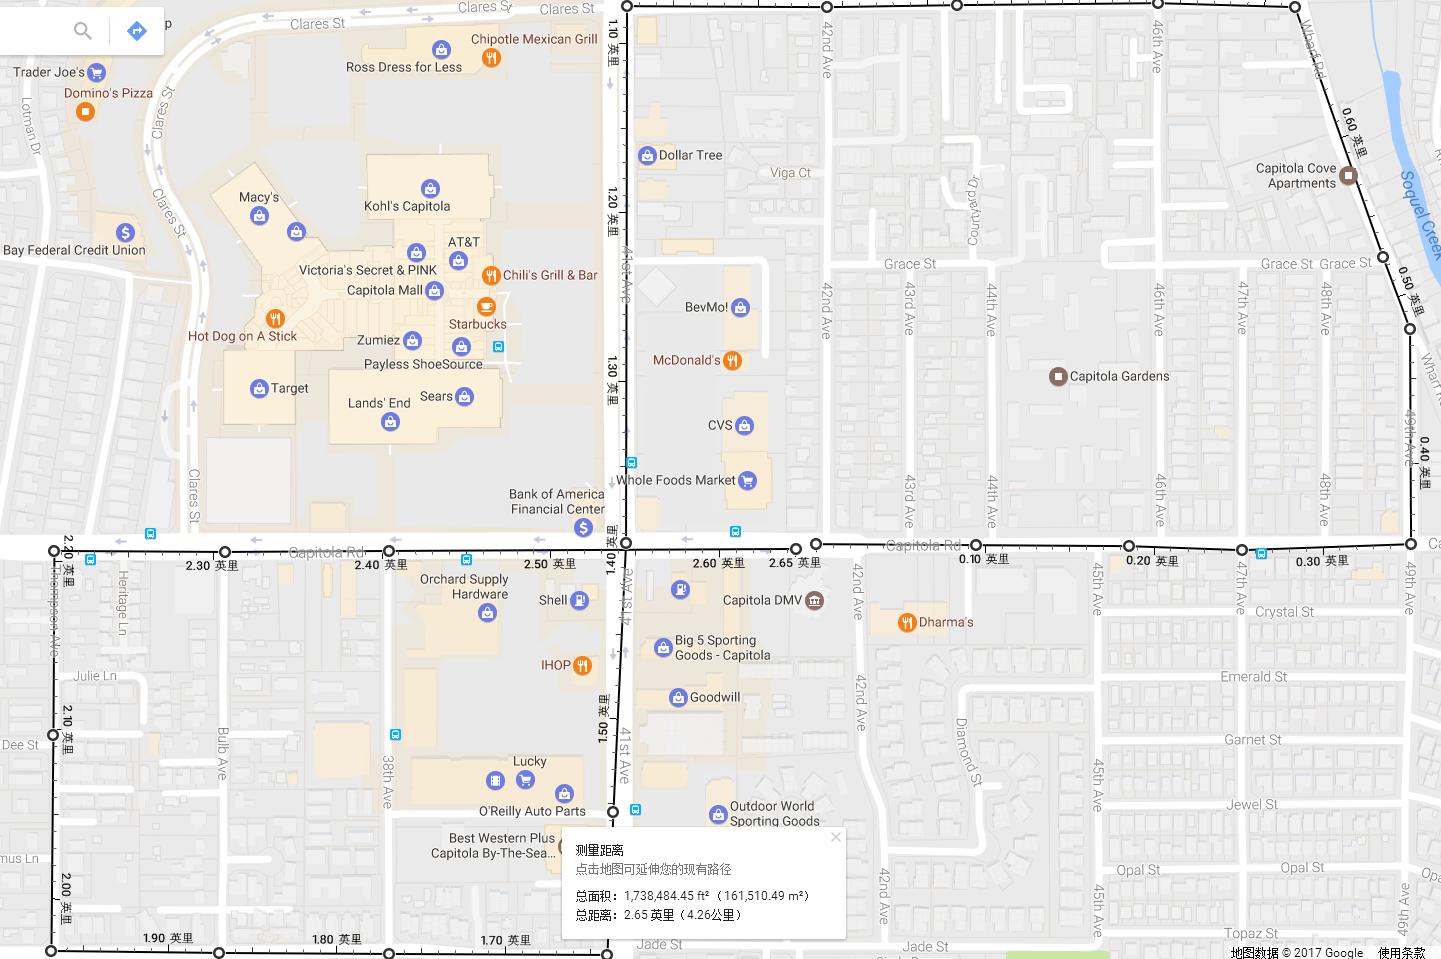 Clares St
Clares St
Clares St
p
Chipotle Mexican Grill
Ross Dress for Less
Trader Joe's
Domino's Pizza
Lotman Dr
Clares St
1.10 英里
42nd Ave
46th Ave
Wharf Rd
0.60 英里
Dollar Tree
Viga Ct
Capitola Cove
Apartments
Soquel Creek
Courtyard Dr
Macy's
Kohl's Capitola
Clares St
1.20 英里
Bay Federal Credit Union
AT&T
Victoria's Secret & PINK
Chili's Grill & Bar
41st Ave
Grace St
Grace St
Grace St
0.50 英里
Capitola Mall
BevMo!
42nd Ave
43rd Ave
44th Ave
46th Ave
47th Ave
48th Ave
Starbucks
Hot Dog on A Stick
Zumiez
Payless ShoeSource
McDonald's
Wharf Rd
1.30 英里
Capitola Gardens
Target
Sears
Lands' End
CVS
49th Ave
0.40 英里
Whole Foods Market
Clares St
43rd Ave
44th Ave
46th Ave
48th Ave
Bank of America
Financial Center
1.40 英里
Capitola Rd
Capitola Rd
2.20 英里
2.30 英里
2.40 英里
2.50 英里
2.60 英里
2.65 英里
0.10 英里
0.20 英里
0.30 英里
Thompson Ave
Heritage Ln
Orchard Supply
Hardware
Shell
41st Ave
Capitola DMV
42nd Ave
45th Ave
47th Ave
49th Ave
Dharma's
Crystal St
Big 5 Sporting
Goods - Capitola
IHOP
Julie Ln
Emerald St
Goodwill
42nd Ave
2.10 英里
1.50 英里
Dee St
Bulb Ave
38th Ave
41st Ave
Diamond St
Garnet St
45th Ave
Lucky
O'Reilly Auto Parts
Outdoor World
Sporting Goods
Jewel St
Best Western Plus
Capitola By-The-Sea...
mus Ln
2.00 英里
测量距离
点击地图可延伸您的现有路径
总面积：1,738,484.45 ft²（161,510.49 m²）
总距离：2.65 英里（4.26公里）
42nd Ave
Opal St
Opal St
45th Ave
49th Ave
Topaz St
1.90 英里
1.80 英里
1.70 英里
Jade St
Jade St
地图数据 © 2017 Google
使用条款